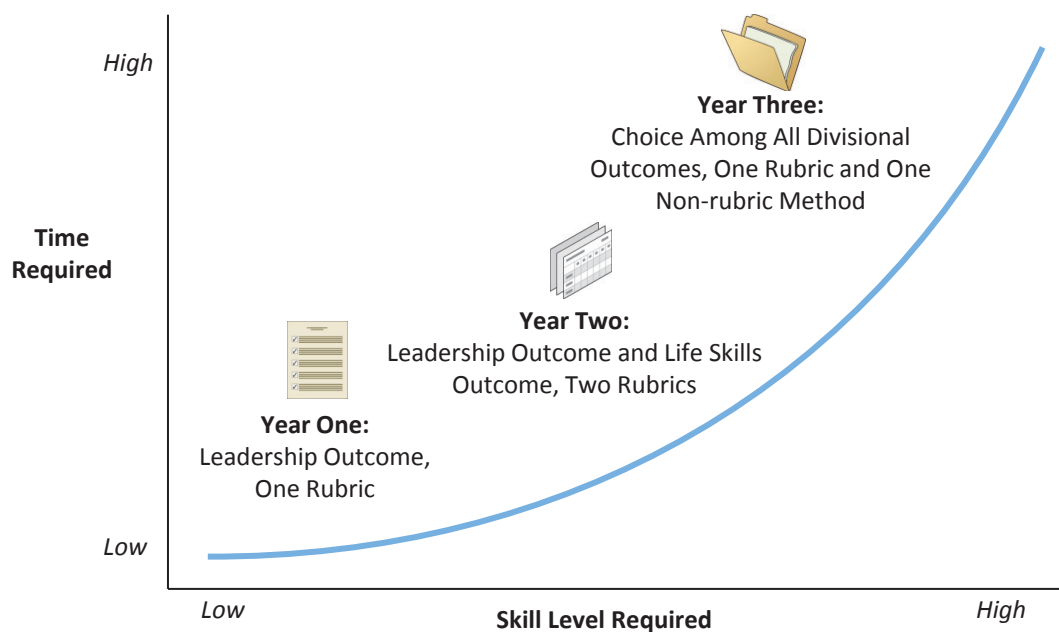 High
Year Three:
Choice Among All Divisional
Outcomes, One Rubric and One
Non-rubric Method
Time
Required
Year Two:
Leadership Outcome and Life Skills
Outcome, Two Rubrics
Year One:
Leadership Outcome,
One Rubric
Low
Low
Skill Level Required
High